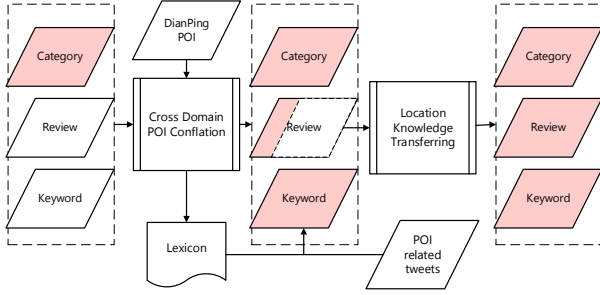 DianPing
POI
Category
Review
Keyword
Cross Domain
POI Conflation
Lexicon
Category
Review
Keyword
Location
Knowledge
Transferring
POI
related
tweets
Category
Review
Keyword